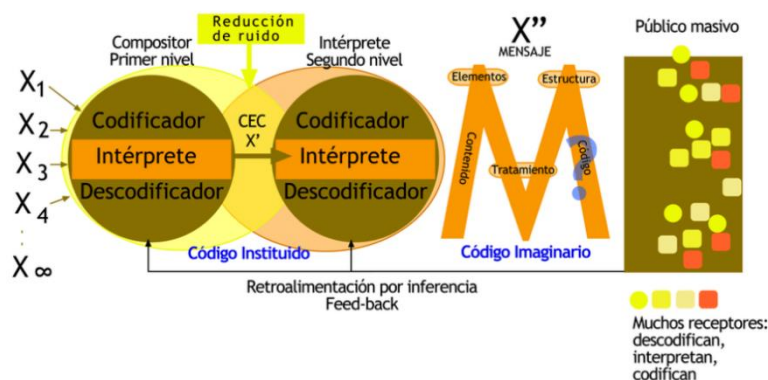 Reducción
de ruido
Compositor
Primer nivel
Intérprete
Segundo nivel
X”
MENSAJE
Público masivo
X1
X2
X3
X4
X∞
Codificador
Intérprete
Descodificador
CEC
X'
Codificador
Intérprete
Descodificador
Elementos
Estructura
Contenido
Tratamiento
Código
?
Código Instituido
Código Imaginario
Retroalimentación por inferencia
Feed-back
Muchos receptores:
descodifican,
interpretan,
codifican